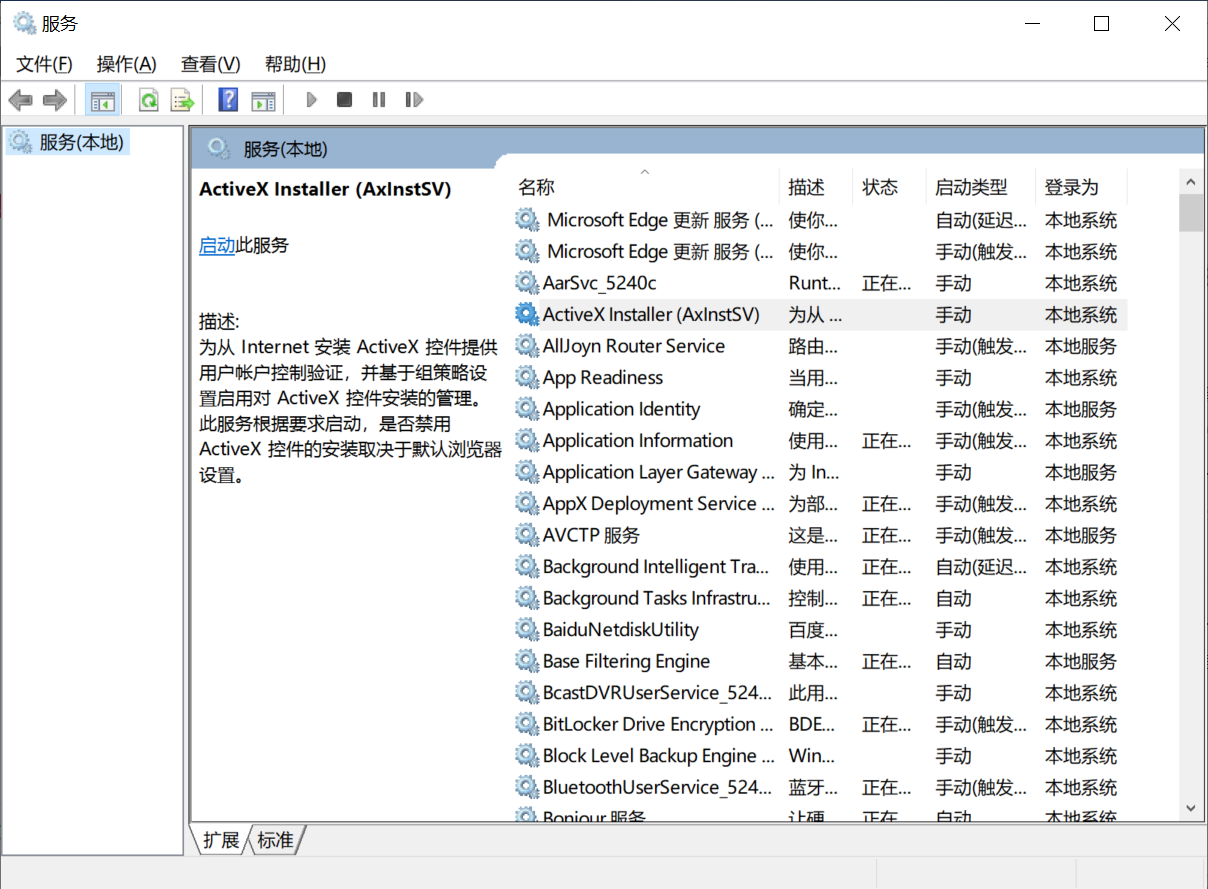 服务
文件(F) 操作(A) 查看(V) 帮助(H)
服务(本地)
服务(本地)
ActiveX Installer (AxInstSV)
启动此服务
描述:
为从 Internet 安装 ActiveX 控件提供
用户帐户控制验证，并基于组策略设
置启用对 ActiveX 控件安装的管理。
此服务根据要求启动，是否禁用
ActiveX 控件的安装取决于默认浏览器
设置。
名称 描述 状态 启动类型 登录为
Microsoft Edge 更新 服务 (... 使你... 自动(延迟... 本地系统
Microsoft Edge 更新 服务 (... 使你... 手动(触发... 本地系统
AarSvc_5240c Runt... 正在... 手动 本地系统
ActiveX Installer (AxInstSV) 为从 ... 手动 本地系统
AllJoyn Router Service 路由... 手动(触发... 本地服务
App Readiness 当用... 手动 本地系统
Application Identity 确定... 手动(触发... 本地服务
Application Information 使用... 正在... 手动(触发... 本地系统
Application Layer Gateway ... 为 In... 手动 本地服务
AppX Deployment Service ... 为部... 正在... 手动(触发... 本地系统
AVCTP 服务 这是... 正在... 手动(触发... 本地服务
Background Intelligent Tra... 使用... 正在... 自动(延迟... 本地系统
Background Tasks Infrastru... 控制... 正在... 自动 本地系统
BaiduNetdiskUtility 百度... 手动 本地系统
Base Filtering Engine 基本... 正在... 自动 本地服务
BcastDVRUserService_524... 此用... 手动 本地系统
BitLocker Drive Encryption ... BDE... 正在... 手动(触发... 本地系统
Block Level Backup Engine ... Win... 手动 本地系统
BluetoothUserService_524... 蓝牙... 正在... 手动(触发... 本地系统
Bonjour 服务 让硬... 正在... 自动 本地系统
扩展 标准